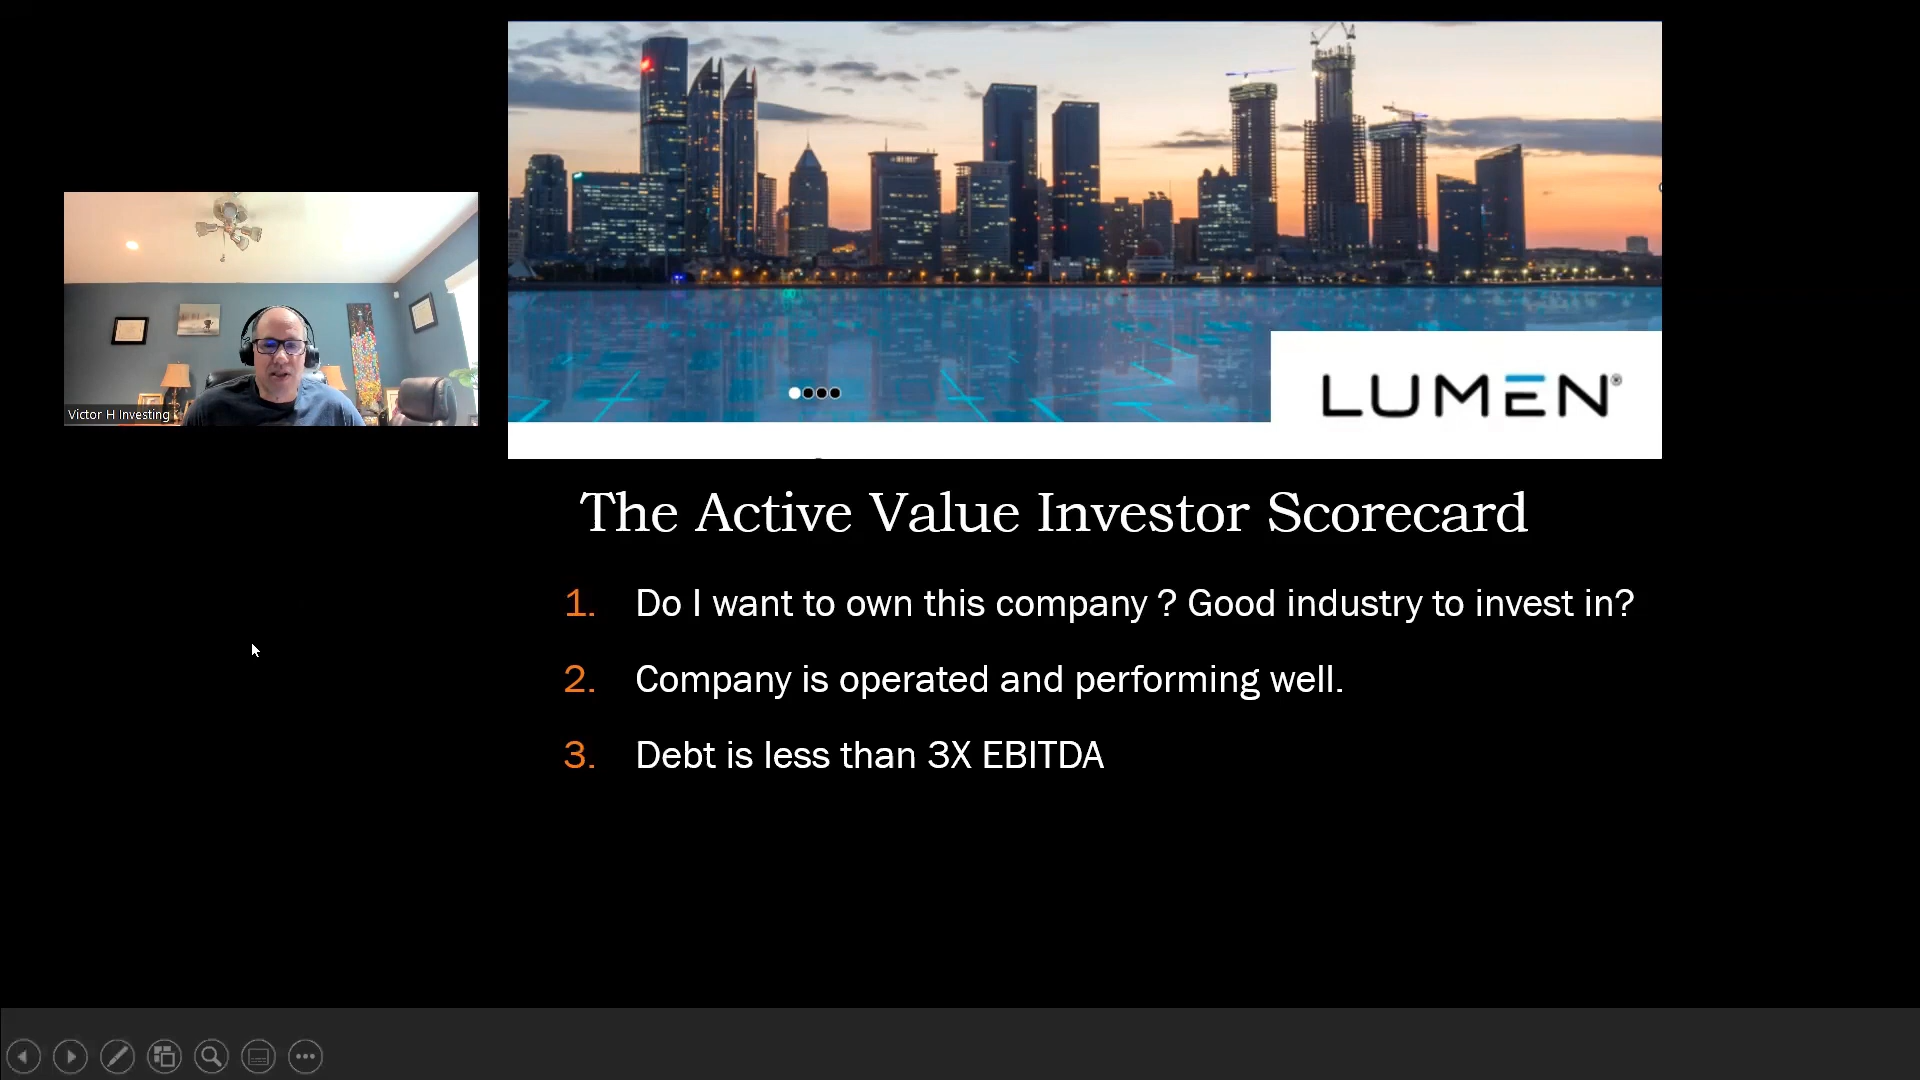 LUMEN®
Victor H Investing
The Active Value Investor Scorecard
1. Do I want to own this company ? Good industry to invest in?
2. Company is operated and performing well.
3. Debt is less than 3X EBITDA